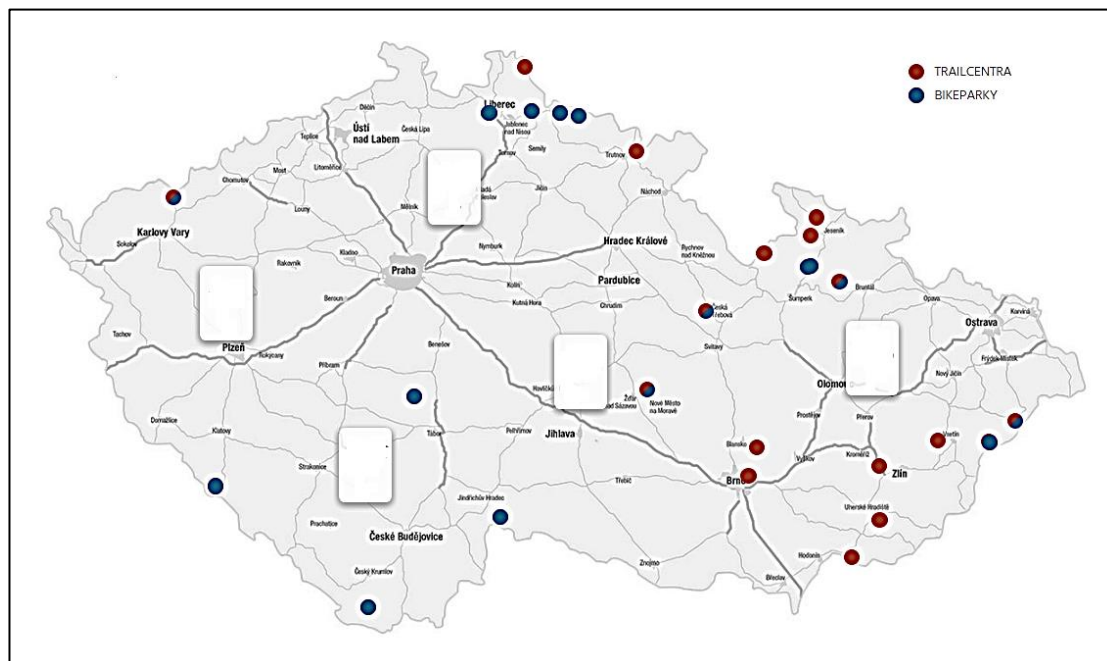 TRAILCENTRA
BIKEPARKY
Liberec
Děčín
Jablonec
nad Nisou
Ústí
nad Labem
Česká Lípa
Teplice
Semily
Turnov
Trutnov
Most
Litoměřice
Chomutov
Jičín
Náchod
Louny
Mělník
Karlovy Vary
Sokolov
Jeseník
Hradec Králové
Rychnov
nad Kněžnou
Nymburk
Kladno
Rakovník
Praha
Pardubice
Kolín
Beroun
Kutná Hora
Chrudim
Šumperk
Bruntál
Opava
Ostrava
Karviná
Česká
Svitavy
Tachov
Plzeň
Rokycany
Benešov
Příbram
Frýdek-Místek
Nový Jičín
Nové Město
na Moravě
Domažlice
Klatovy
Tábor
Pelhřimov
Jihlava
Prostějov
Přerov
Vsetín
Blansko
Vyškov
Kroměříž
Strakonice
Třebíč
Zlín
Jindřichův Hradec
Uherské Hradiště
Prachatice
České Budějovice
Hodonín
Znojmo
Český Krumlov
Břeclav